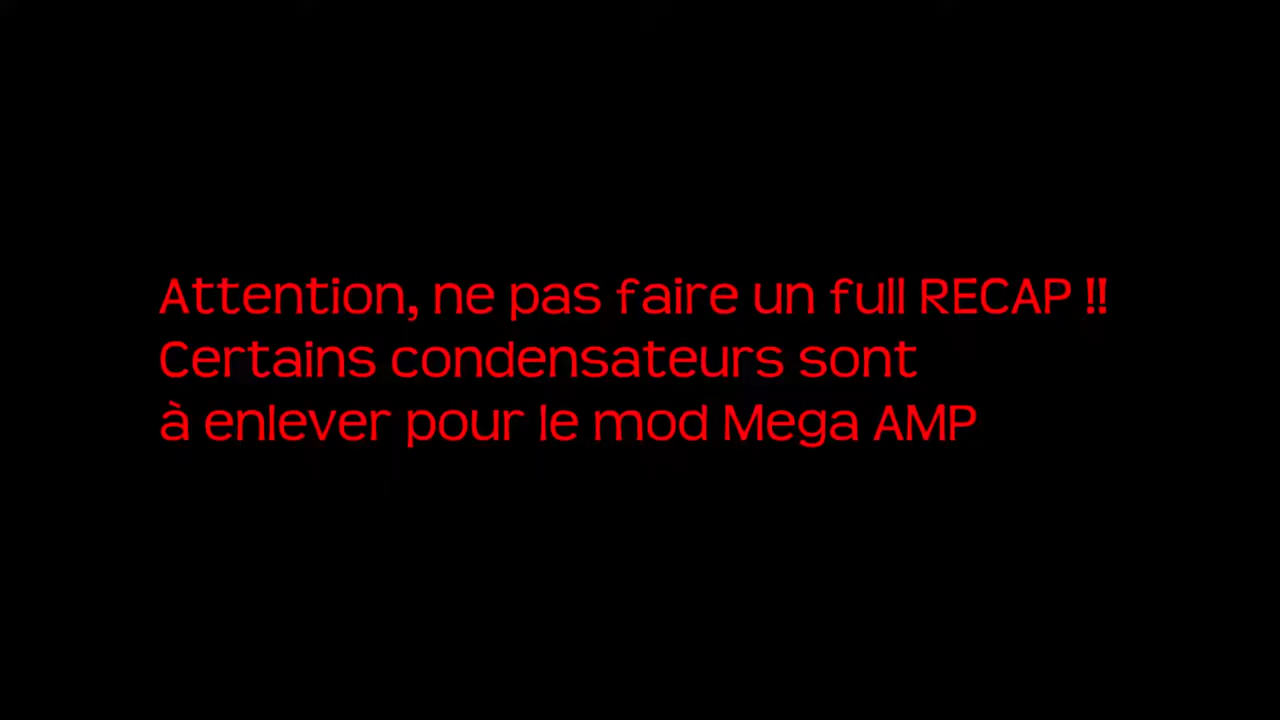 Attention, ne pas faire un full RECAP !!
Certains condensateurs sont
à enlever pour le mod Mega AMP